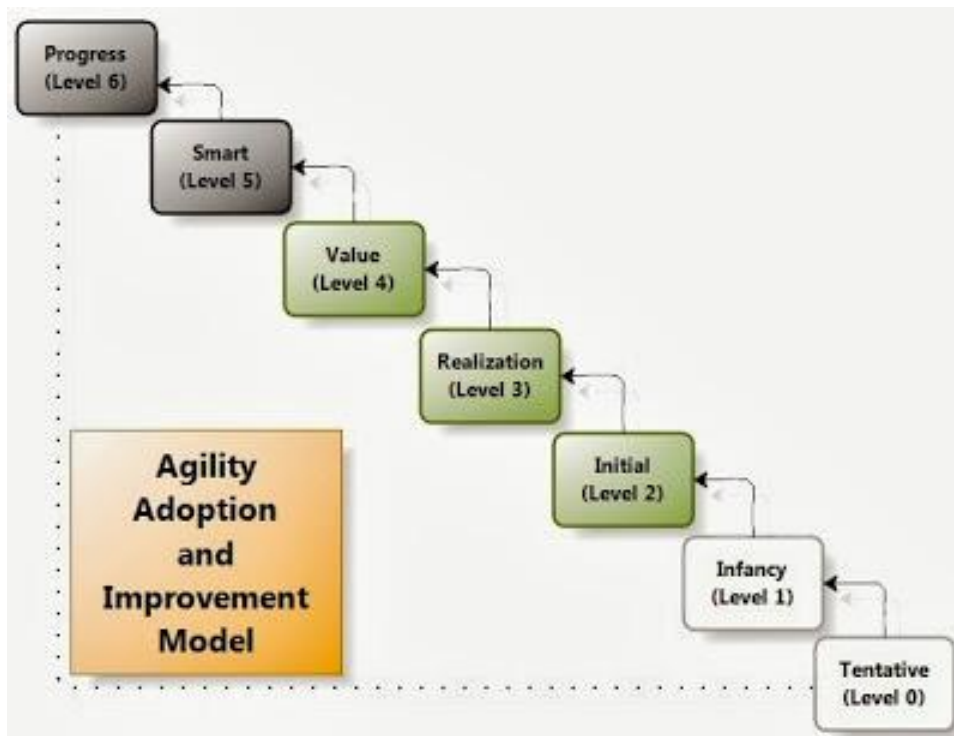 Progress
(Level 6)
Smart
(Level 5)
Value
(Level 4)
Realization
(Level 3)
Initial
(Level 2)
Infancy
(Level 1)
Tentative
(Level 0)
Agility
Adoption
and
Improvement
Model